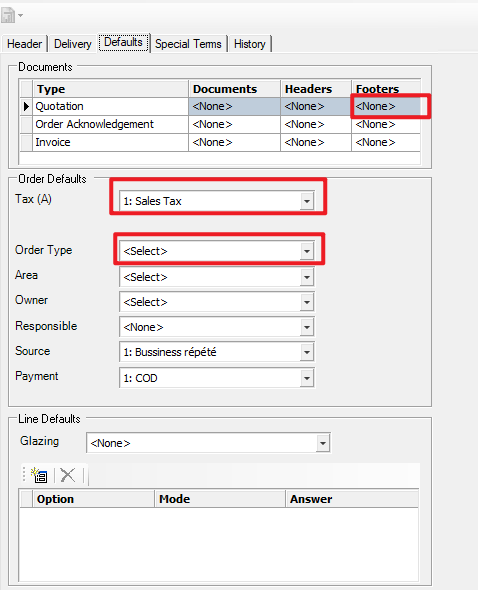 Header Delivery Defaults Special Terms History
Documents
Type Documents Headers Footers
Quotation <None> <None> <None>
Order Acknowledgement <None> <None> <None>
Invoice <None> <None> <None>
Order Defaults
Tax (A) 1: Sales Tax
Order Type <Select>
Area <Select>
Owner <Select>
Responsible <None>
Source 1: Bussiness répété
Payment 1: COD
Line Defaults
Glazing <None>
Option Mode Answer